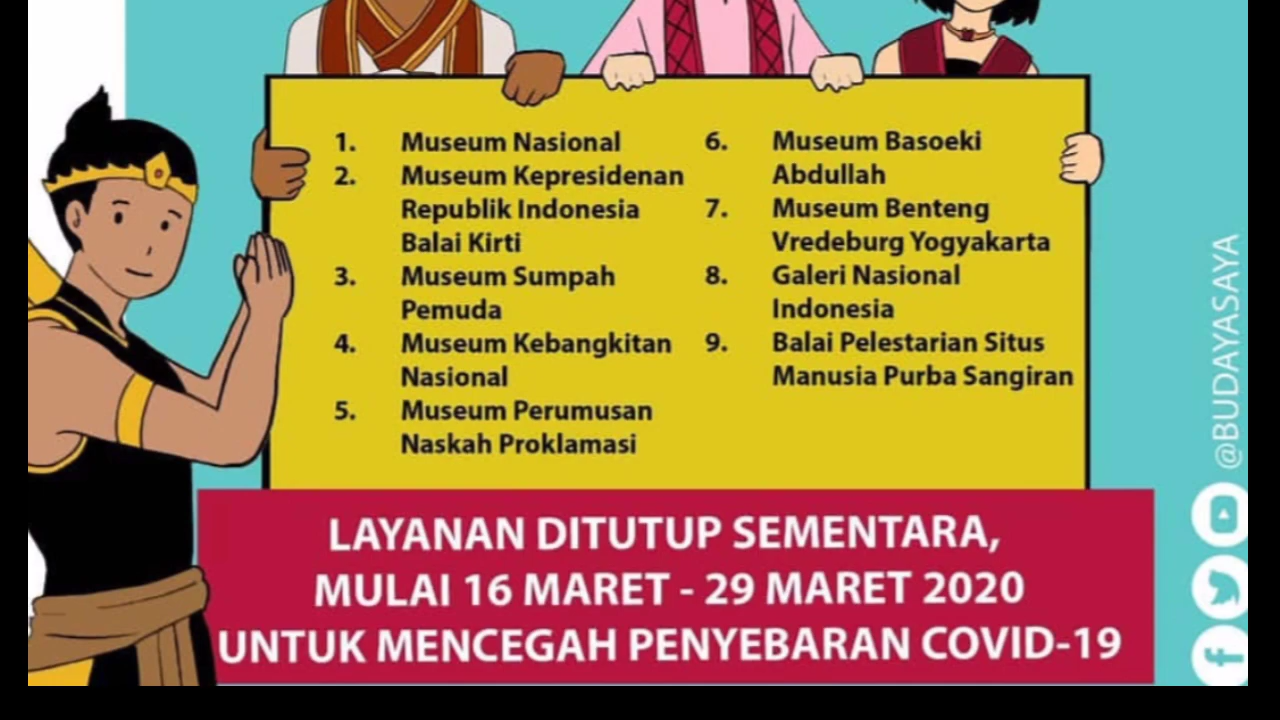 1. Museum Nasional
2. Museum Kepresidenan
Republik Indonesia
Balai Kirti
3. Museum Sumpah
Pemuda
4. Museum Kebangkitan
Nasional
5. Museum Perumusan
Naskah Proklamasi
6. Museum Basoeki
Abdullah
7. Museum Benteng
Vredeburg Yogyakarta
8. Galeri Nasional
Indonesia
9. Balai Pelestarian Situs
Manusia Purba Sangiran
LAYANAN DITUTUP SEMENTARA,
MULAI 16 MARET - 29 MARET 2020
UNTUK MENCEGAH PENYEBARAN COVID-19
@BUDAYASAYA